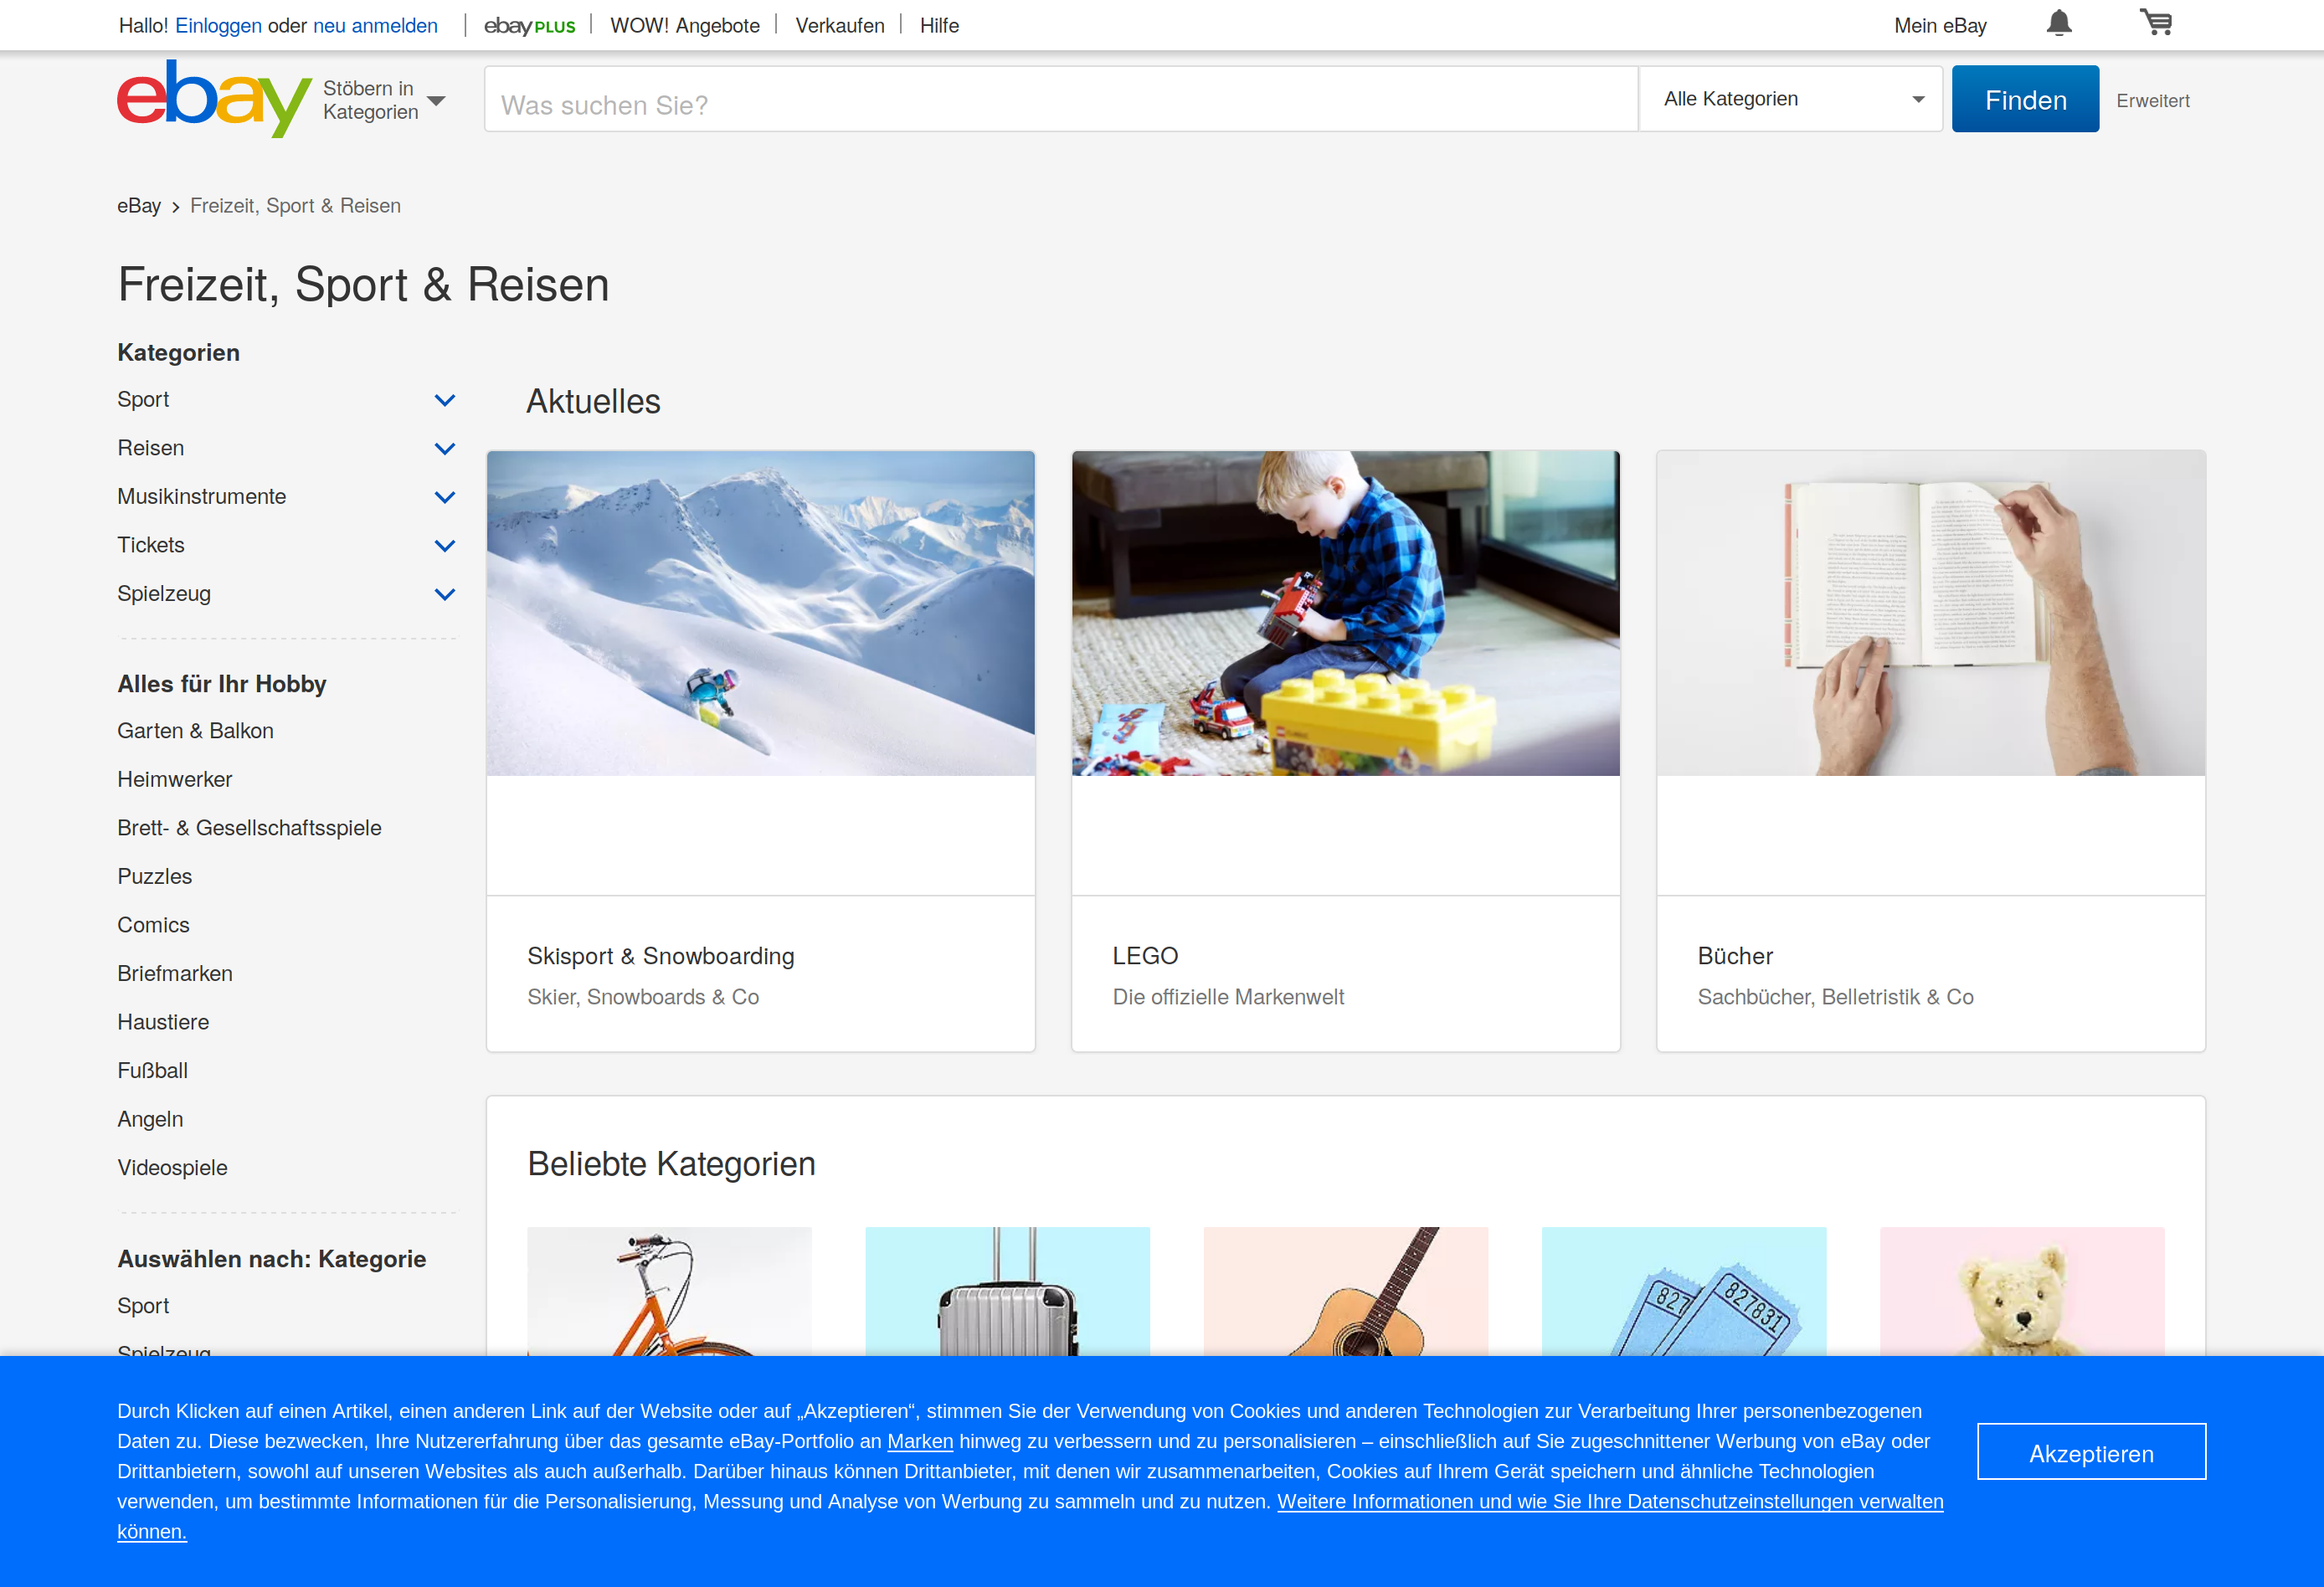 Hallo! Einloggen oder neu anmelden
ebay PLUS
WOW! Angebote
Verkaufen
Hilfe
Mein eBay
ebay
Stöbern in
Kategorien
Was suchen Sie?
Alle Kategorien
Finden
Erweitert
eBay
Freizeit, Sport & Reisen
Freizeit, Sport & Reisen
Kategorien
Sport
Reisen
Musikinstrumente
Tickets
Spielzeug
Alles für Ihr Hobby
Garten & Balkon
Heimwerker
Brett- & Gesellschaftsspiele
Puzzles
Comics
Briefmarken
Haustiere
Fußball
Angeln
Videospiele
Auswählen nach: Kategorie
Sport
Spielzeug
Aktuelles
Skisport & Snowboarding
Skier, Snowboards & Co
LEGO
Die offizielle Markenwelt
Bücher
Sachbücher, Belletristik & Co
Beliebte Kategorien
827
827831
Durch Klicken auf einen Artikel, einen anderen Link auf der Website oder auf „Akzeptieren“, stimmen Sie der Verwendung von Cookies und anderen Technologien zur Verarbeitung Ihrer personenbezogenen
Daten zu. Diese bezwecken, Ihre Nutzererfahrung über das gesamte eBay-Portfolio an Marken hinweg zu verbessern und zu personalisieren – einschließlich auf Sie zugeschnittener Werbung von eBay oder
Drittanbietern, sowohl auf unseren Websites als auch außerhalb. Darüber hinaus können Drittanbieter, mit denen wir zusammenarbeiten, Cookies auf Ihrem Gerät speichern und ähnliche Technologien
verwenden, um bestimmte Informationen für die Personalisierung, Messung und Analyse von Werbung zu sammeln und zu nutzen. Weitere Informationen und wie Sie Ihre Datenschutzeinstellungen verwalten
können.
Akzeptieren